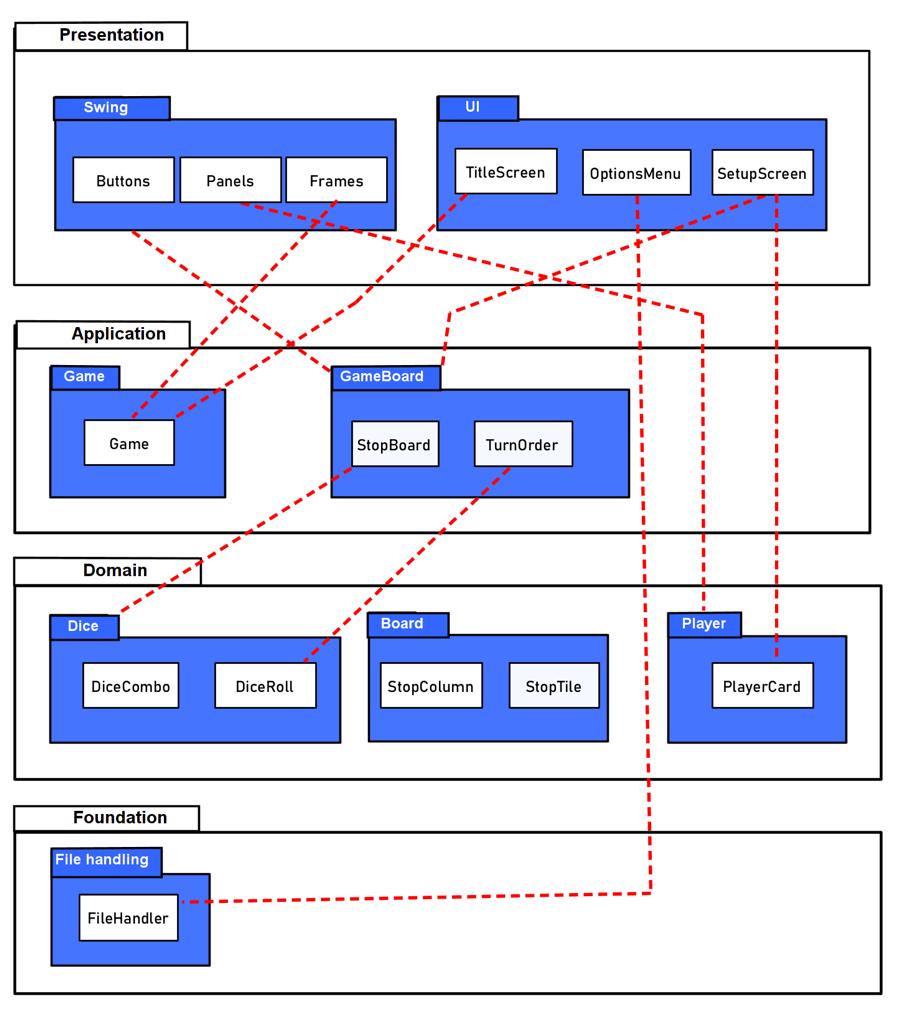 Presentation
Swing
UI
Buttons
Panels
Frames
TitleScreen
OptionsMenu
SetupScreen
Application
Game
GameBoard
Game
StopBoard
TurnOrder
Domain
Dice
Board
Player
DiceCombo
DiceRoll
StopColumn
StopTile
PlayerCard
Foundation
File handling
FileHandler